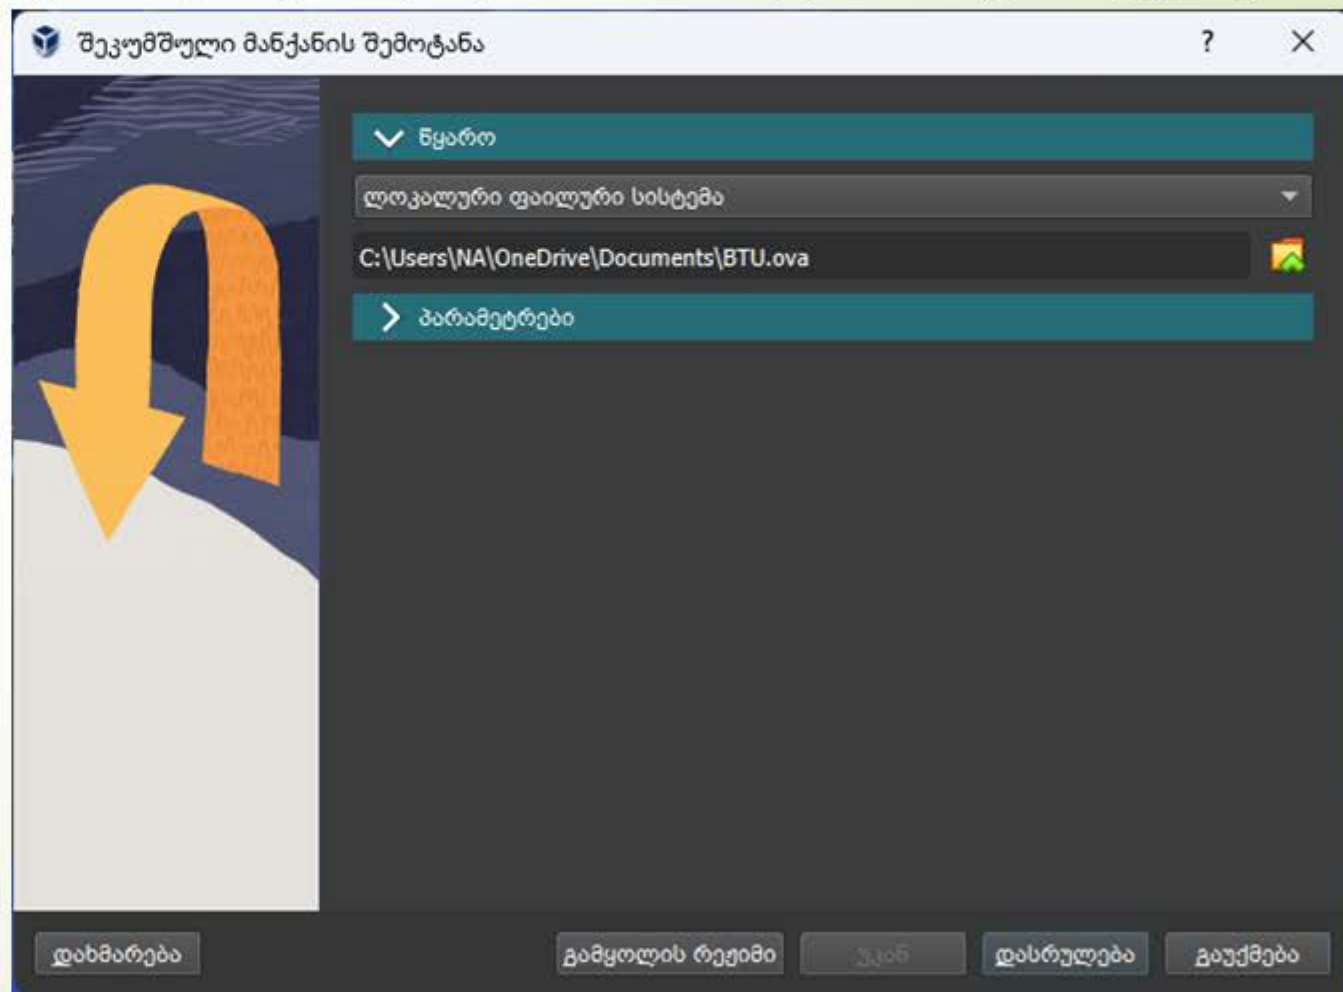 შეკუმშული მანქანის შემოტანა
?
წყარო
ლოკალური ფაილური სისტემა
C:\Users\NA\OneDrive\Documents\BTU.ova
პარამეტრები
დახმარება
გამყოლის რეჟიმი
უკან
დასრულება
გაუქმება